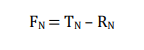 F_N = T_N − R_N